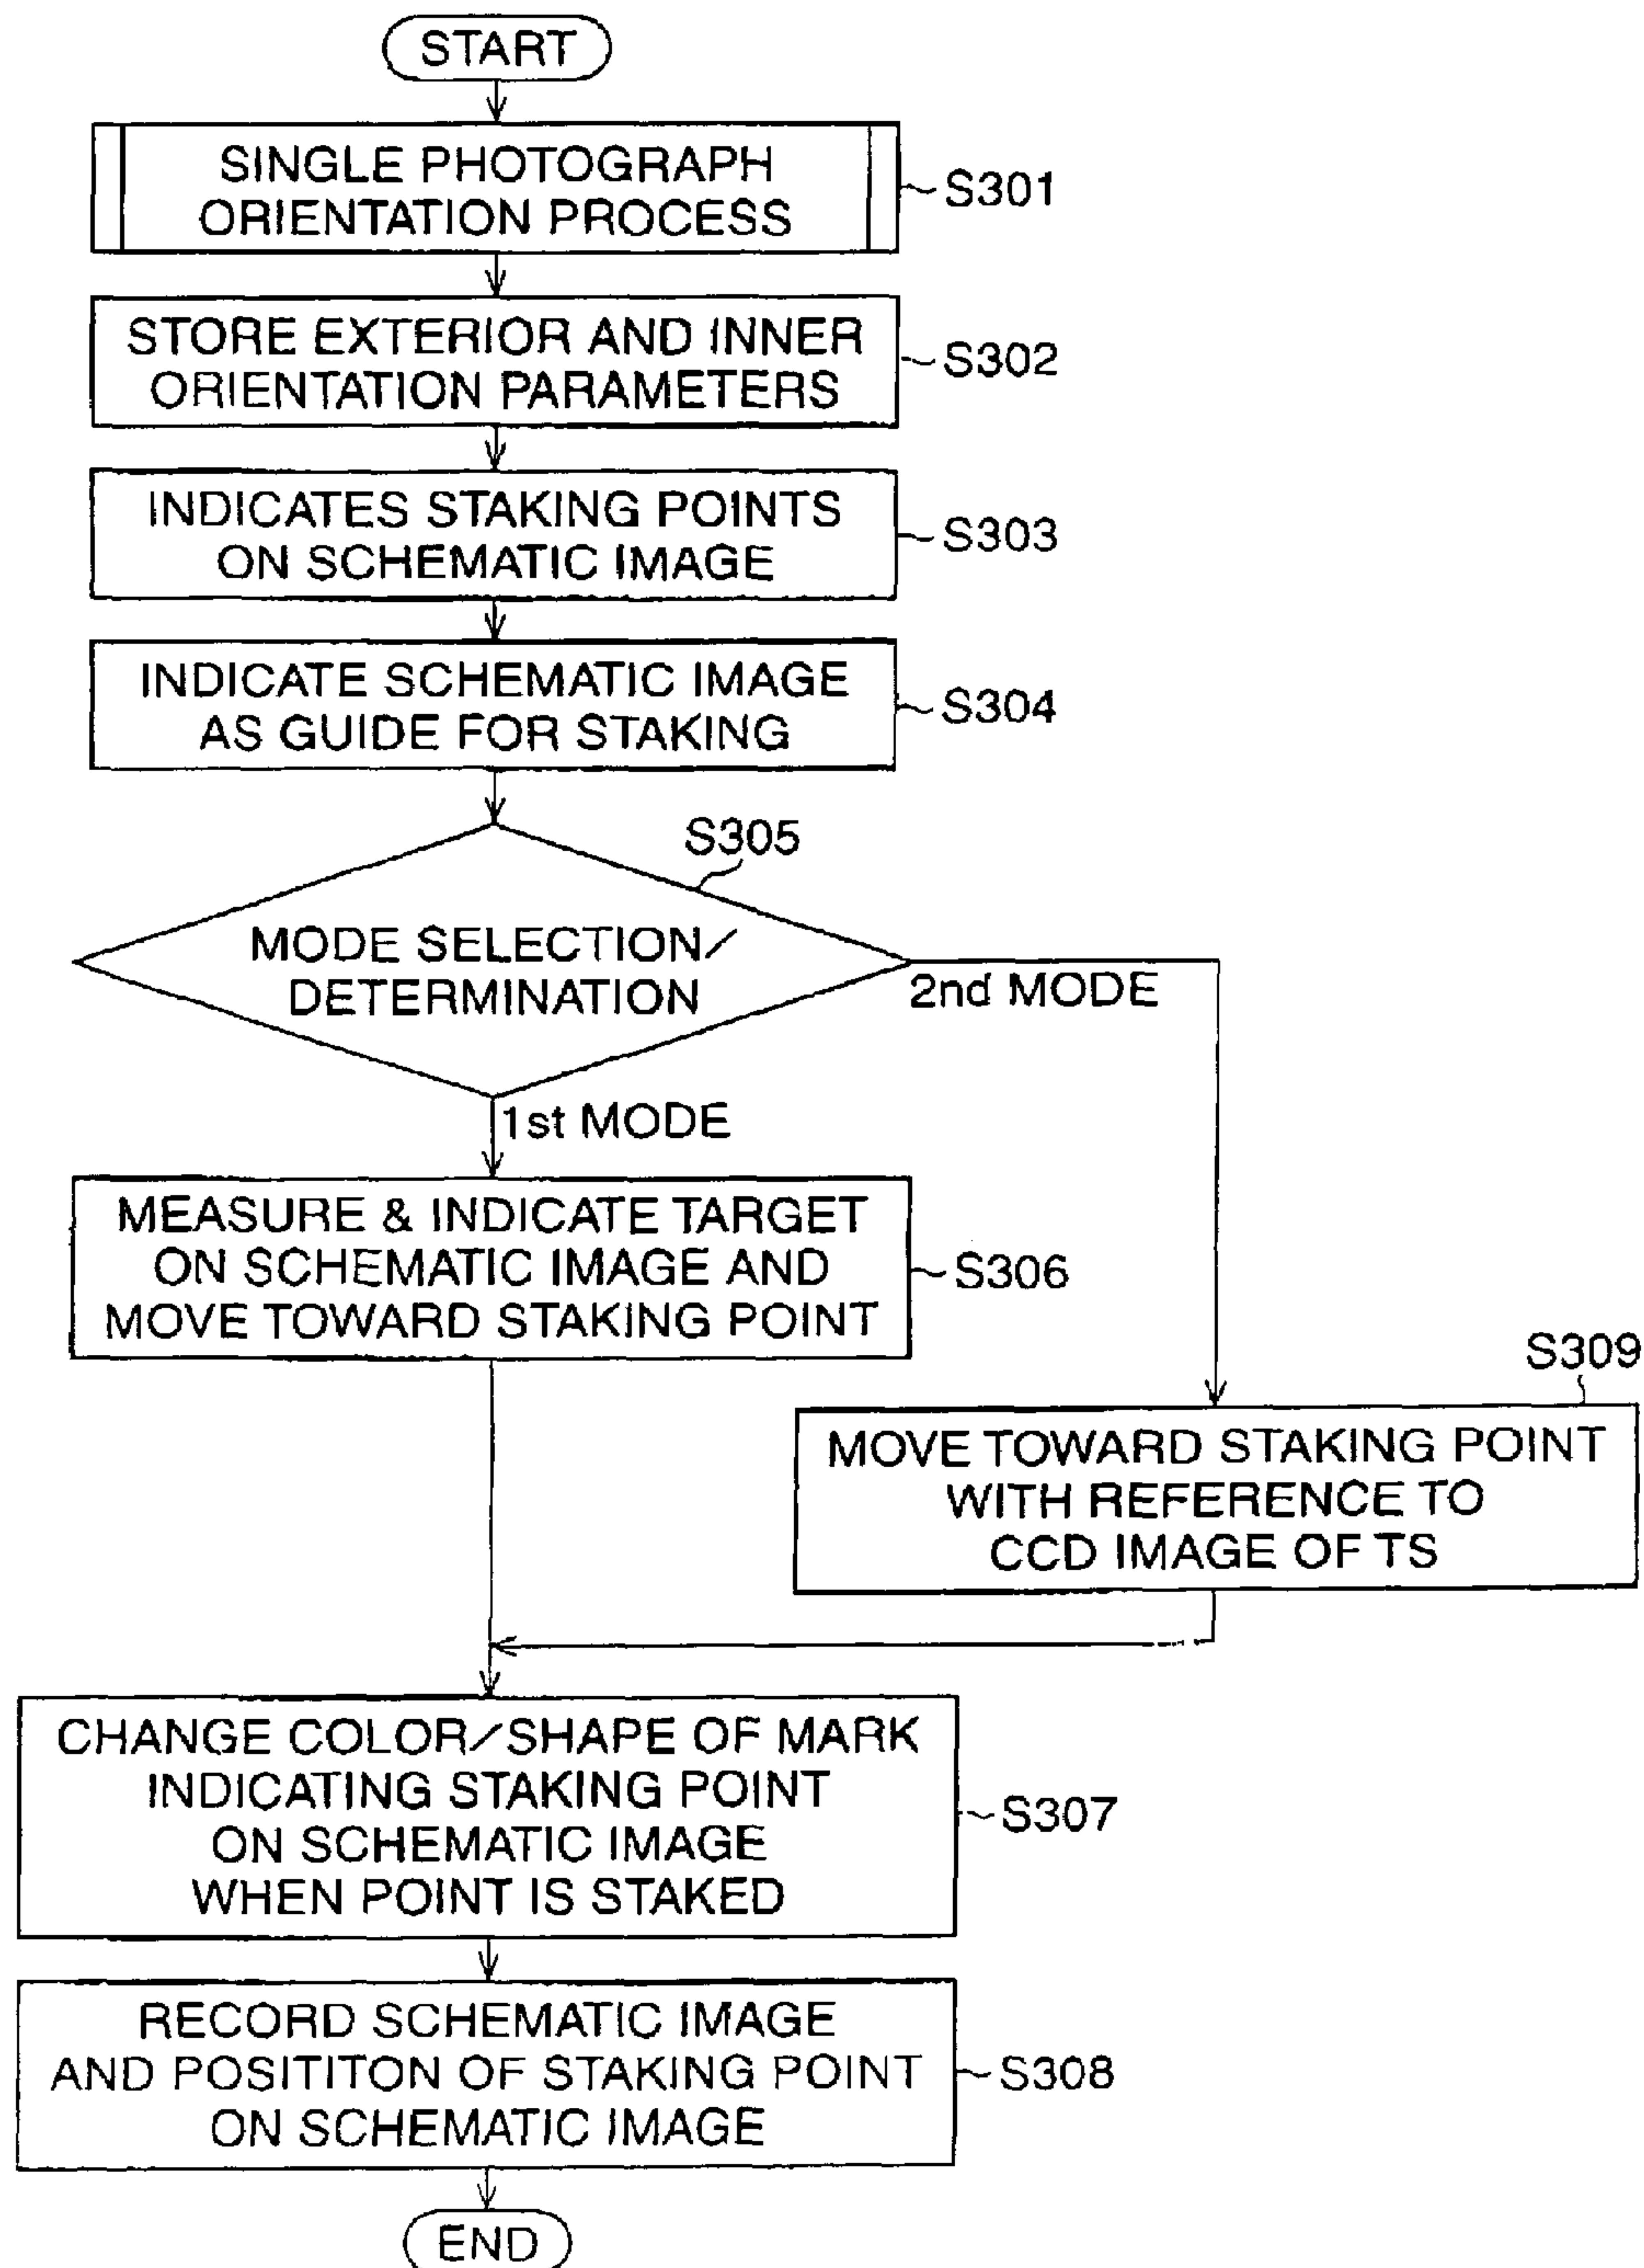 START
SINGLE PHOTOGRAPH
ORIENTATION PROCESS
S301
STORE EXTERIOR AND INNER
ORIENTATION PARAMETERS
S302
INDICATES STAKING POINTS
ON SCHEMATIC IMAGE
S303
INDICATE SCHEMATIC IMAGE
AS GUIDE FOR STAKING
S304
S305
MODE SELECTION/
DETERMINATION
2nd MODE
1st MODE
MEASURE & INDICATE TARGET
ON SCHEMATIC IMAGE AND
MOVE TOWARD STAKING POINT
S306
S309
MOVE TOWARD STAKING POINT
WITH REFERENCE TO
CCD IMAGE OF TS
CHANGE COLOR/SHAPE OF MARK
INDICATING STAKING POINT
ON SCHEMATIC IMAGE
WHEN POINT IS STAKED
S307
RECORD SCHEMATIC IMAGE
AND POSITITON OF STAKING POINT
ON SCHEMATIC IMAGE
S308
END